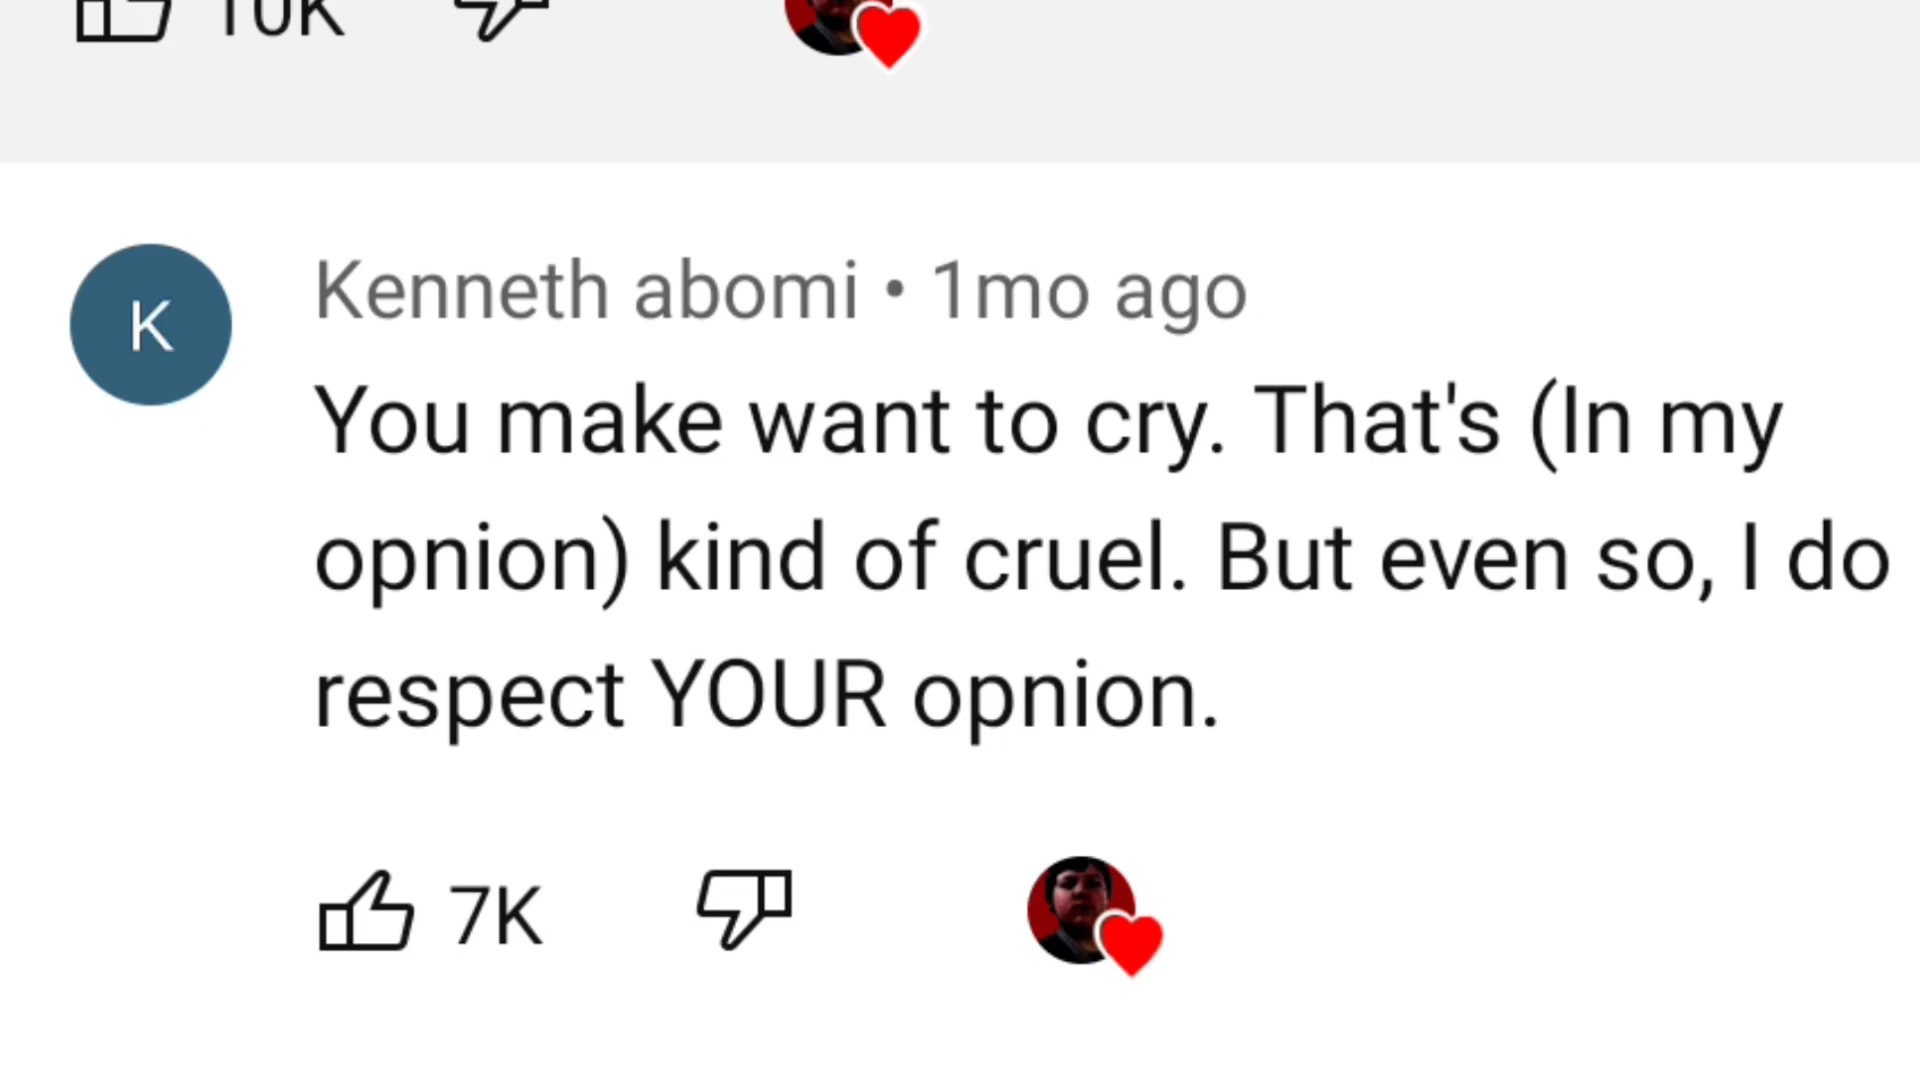 10K
K
Kenneth abomi • 1mo ago
You make want to cry. That's (In my
opnion) kind of cruel. But even so, I do
respect YOUR opnion.
7K